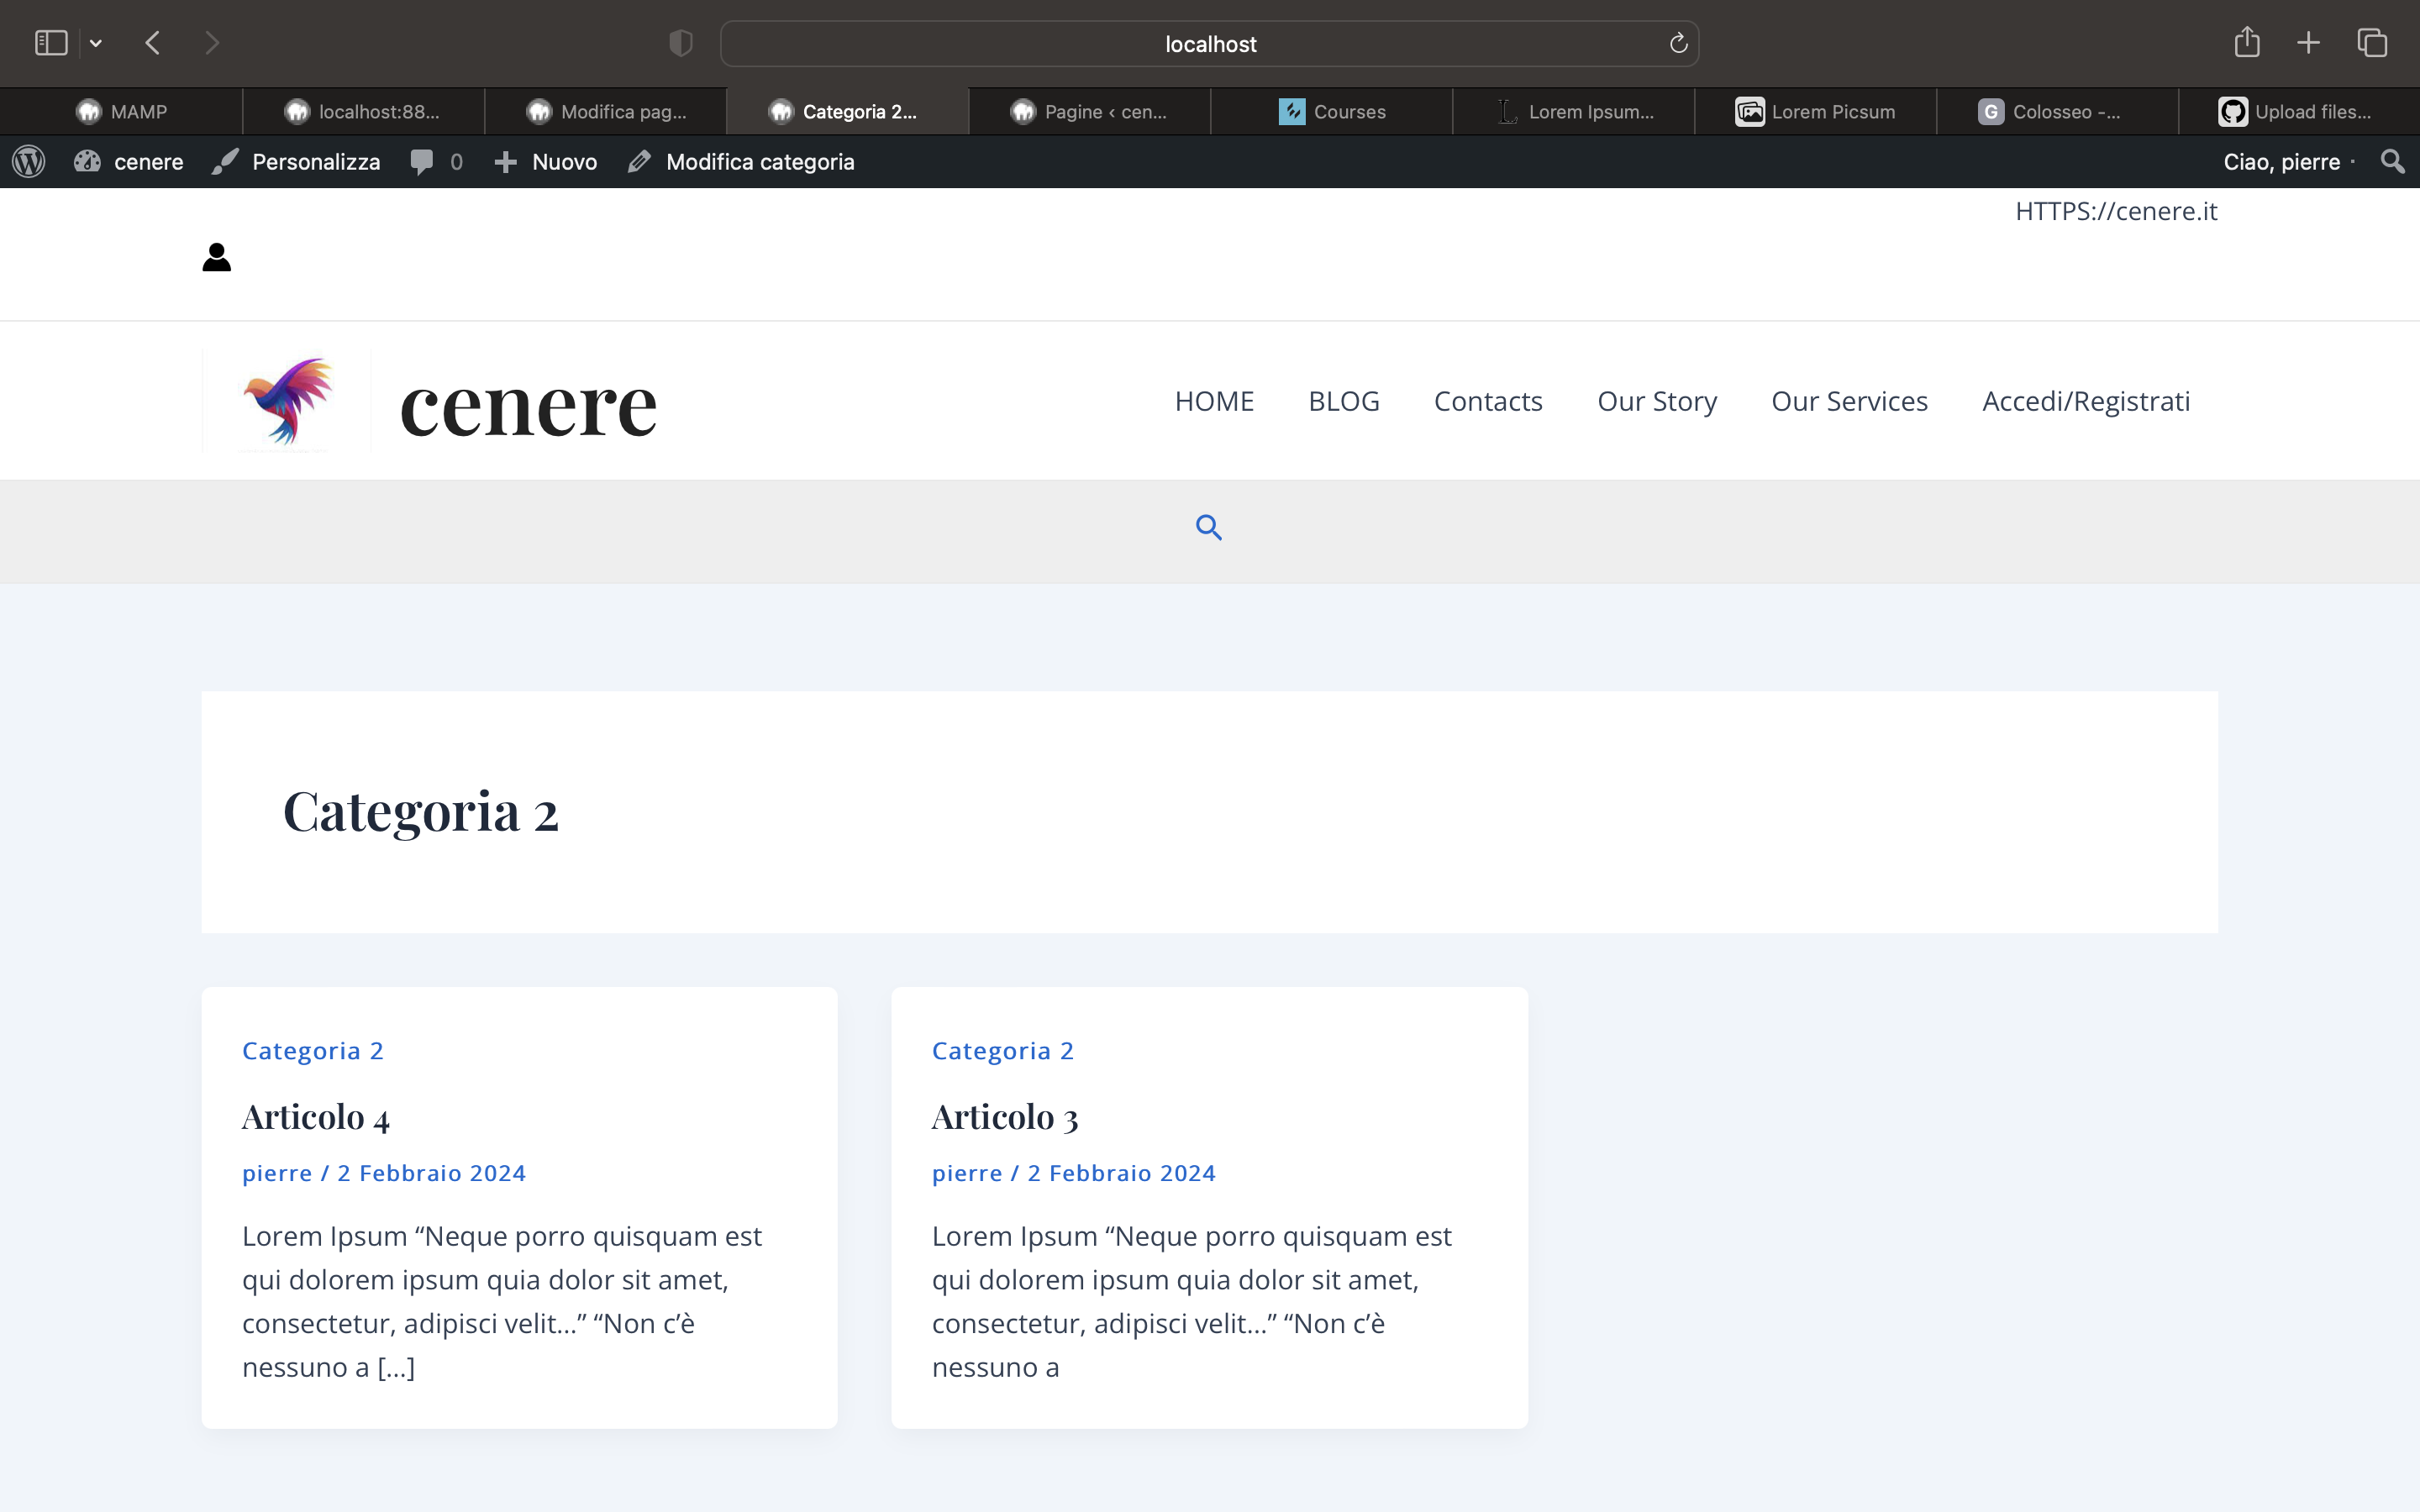 localhost
MAMP
localhost:88...
Modifica pag...
Categoria 2...
Pagine ‹ cen...
Courses
Lorem Ipsum...
Lorem Picsum
Colosseo -...
Upload files...
cenere
Personalizza
0
Nuovo
Modifica categoria
Ciao, pierre
HTTPS://cenere.it
cenere
HOME
BLOG
Contacts
Our Story
Our Services
Accedi/Registrati
Categoria 2
Categoria 2
Articolo 4
pierre / 2 Febbraio 2024
Lorem Ipsum “Neque porro quisquam est
qui dolorem ipsum quia dolor sit amet,
consectetur, adipisci velit…” “Non c’è
nessuno a […]
Categoria 2
Articolo 3
pierre / 2 Febbraio 2024
Lorem Ipsum “Neque porro quisquam est
qui dolorem ipsum quia dolor sit amet,
consectetur, adipisci velit…” “Non c’è
nessuno a